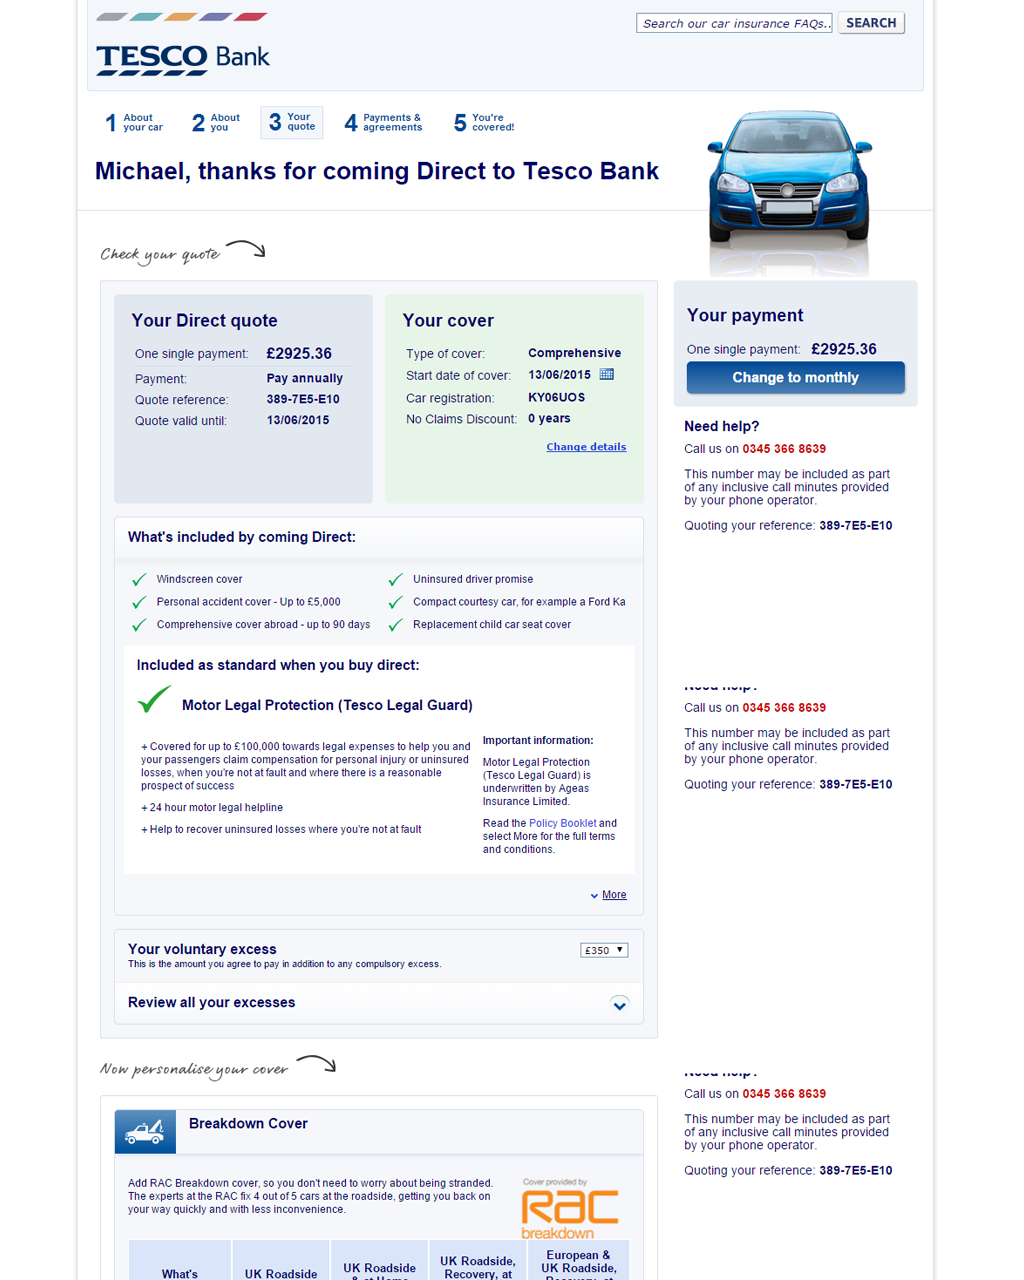 TESCO Bank
Search our car insurance FAQs..
SEARCH
1 About your car
2 About you
3 Your quote
4 Payments & agreements
5 You're covered!
Michael, thanks for coming Direct to Tesco Bank
Check your quote
Your Direct quote
One single payment: £2925.36
Payment: Pay annually
Quote reference: 389-7E5-E10
Quote valid until: 13/06/2015
Your cover
Type of cover: Comprehensive
Start date of cover: 13/06/2015
Car registration: KY06UOS
No Claims Discount: 0 years
Change details
Your payment
One single payment: £2925.36
Change to monthly
Need help?
Call us on 0345 366 8639
This number may be included as part
of any inclusive call minutes provided
by your phone operator.
Quoting your reference: 389-7E5-E10
What's included by coming Direct:
Windscreen cover
Uninsured driver promise
Personal accident cover - Up to £5,000
Compact courtesy car, for example a Ford Ka
Comprehensive cover abroad - up to 90 days
Replacement child car seat cover
Included as standard when you buy direct:
Motor Legal Protection (Tesco Legal Guard)
+ Covered for up to £100,000 towards legal expenses to help you and
your passengers claim compensation for personal injury or uninsured
losses, when you're not at fault and where there is a reasonable
prospect of success
+ 24 hour motor legal helpline
+ Help to recover uninsured losses where you're not at fault
Important information:
Motor Legal Protection
(Tesco Legal Guard) is
underwritten by Ageas
Insurance Limited.
Read the Policy Booklet and
select More for the full terms
and conditions.
More
Need help?
Call us on 0345 366 8639
This number may be included as part
of any inclusive call minutes provided
by your phone operator.
Quoting your reference: 389-7E5-E10
Your voluntary excess
£350
This is the amount you agree to pay in addition to any compulsory excess.
Review all your excesses
Now personalise your cover
Breakdown Cover
Add RAC Breakdown cover, so you don't need to worry about being stranded.
The experts at the RAC fix 4 out of 5 cars at the roadside, getting you back on
your way quickly and with less inconvenience.
Cover provided by
RAC
breakdown
What's
UK Roadside
UK Roadside
& at Home
UK Roadside,
Recovery, at
European &
UK Roadside,
Recovery, at
Need help?
Call us on 0345 366 8639
This number may be included as part
of any inclusive call minutes provided
by your phone operator.
Quoting your reference: 389-7E5-E10